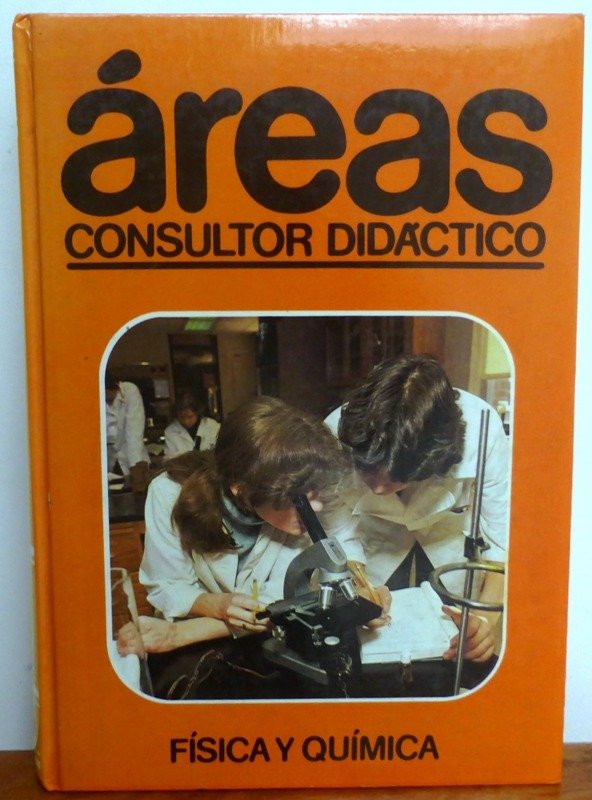 áreas
CONSULTOR DIDÁCTICO
FÍSICA Y QUÍMICA